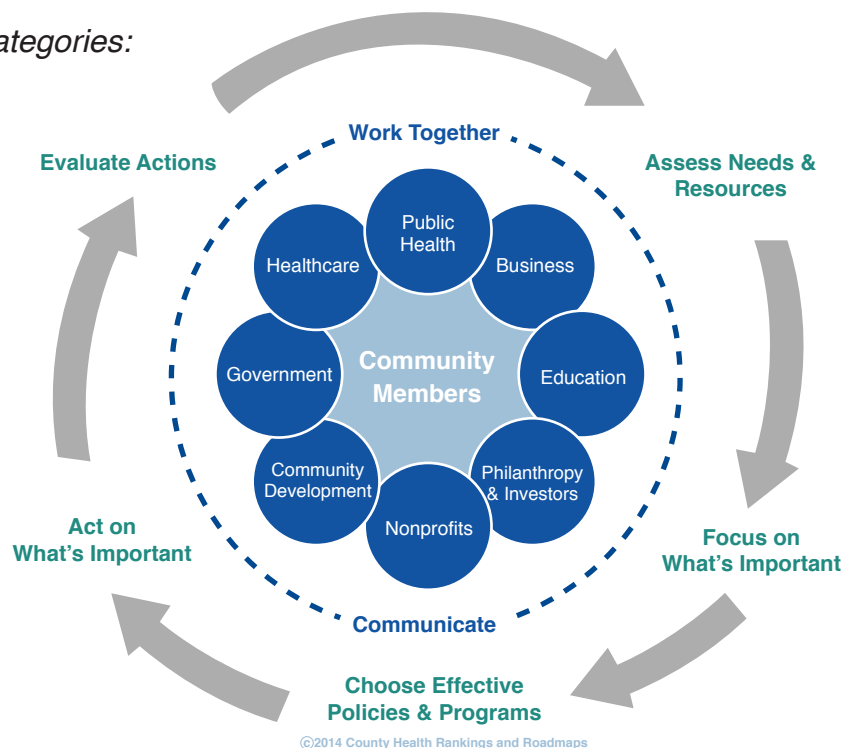 ategories:
Work Together
Evaluate Actions
Assess Needs &
Resources
Public
Health
Healthcare
Business
Community
Members
Government
Education
Community
Development
Philanthropy
& Investors
Nonprofits
Act on
What's Important
Focus on
What's Important
Communicate
Choose Effective
Policies & Programs
©2014 County Health Rankings and Roadmaps